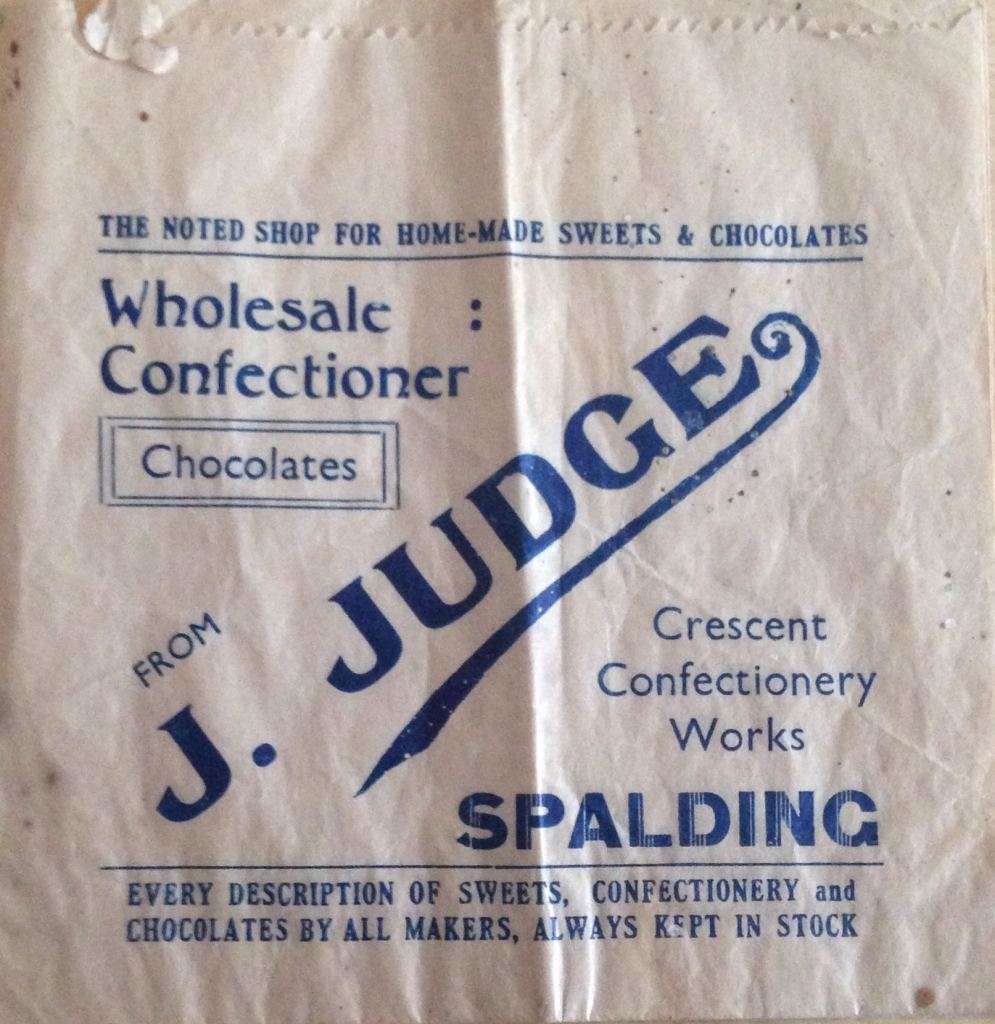 THE NOTED SHOP FOR HOME-MADE SWEETS & CHOCOLATES
Wholesale :
Confectioner
Chocolates
FROM
J. JUDGE
Crescent
Confectionery
Works
SPALDING
EVERY DESCRIPTION OF SWEETS, CONFECTIONERY and
CHOCOLATES BY ALL MAKERS, ALWAYS KEPT IN STOCK